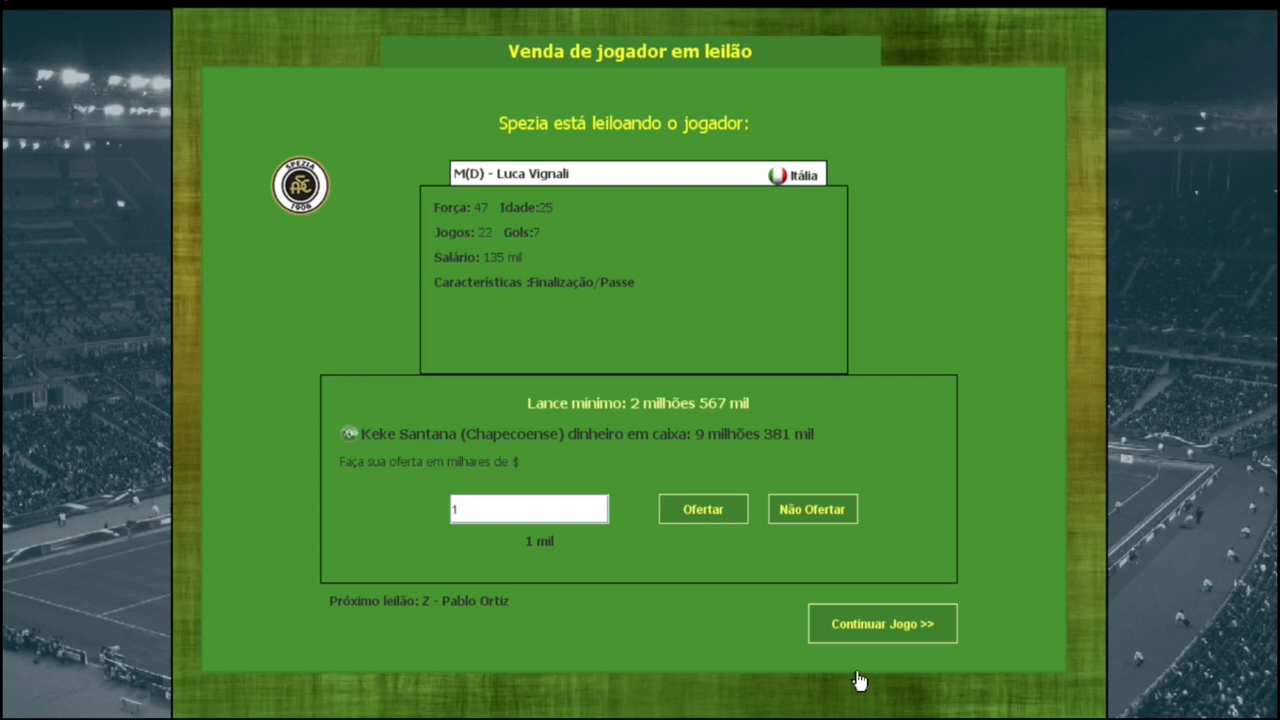 Venda de jogador em leilão
Spezia está leiloando o jogador:
SPEZIA
1906
M(D) - Luca Vignali
Itália
Força: 47 Idade:25
Jogos: 22 Gols:7
Salário: 135 mil
Características :Finalização/Passe
Lance mínimo: 2 milhões 567 mil
Keke Santana (Chapecoense) dinheiro em caixa: 9 milhões 381 mil
Faça sua oferta em milhares de $
1
Ofertar
Não Ofertar
1 mil
Próximo leilão: Z - Pablo Ortiz
Continuar Jogo >>